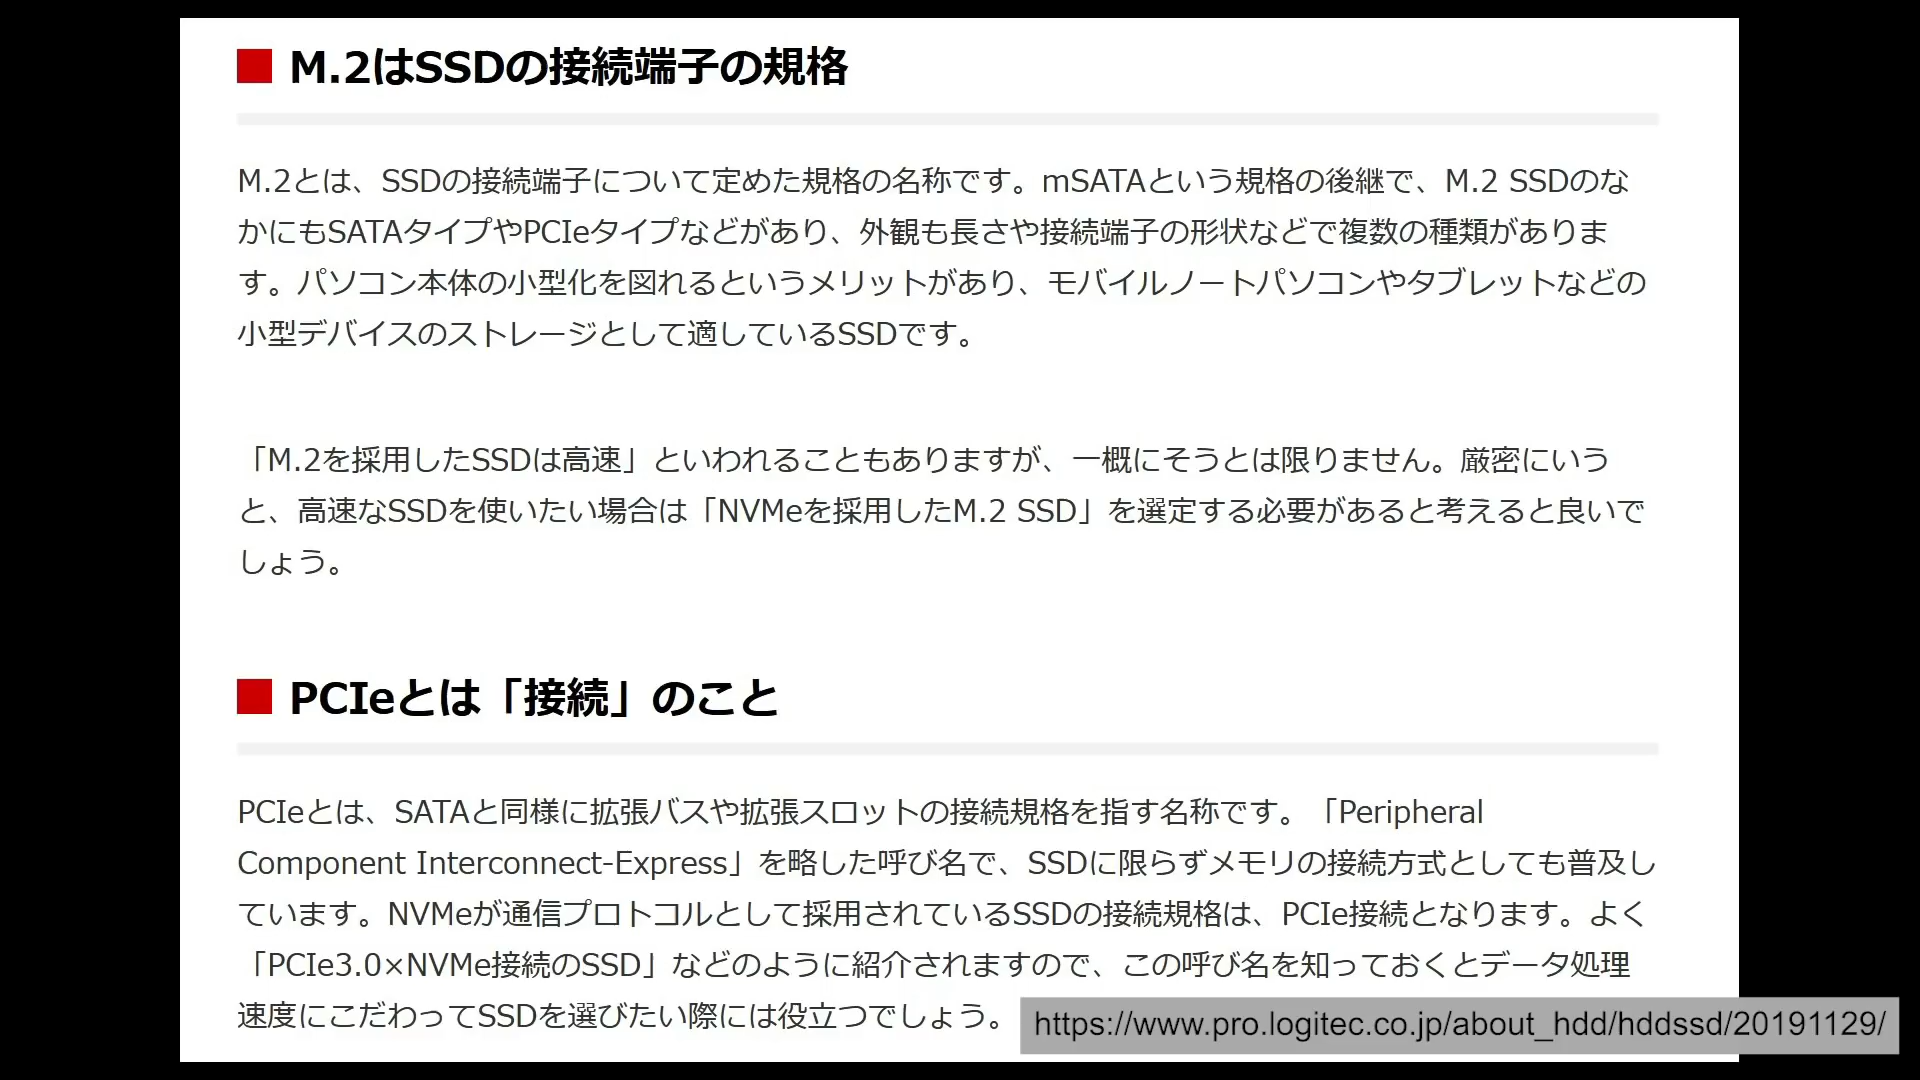 M.2はSSDの接続端子の規格
M.2とは、SSDの接続端子について定めた規格の名称です。mSATAという規格の後継で、M.2 SSDのな
かにもSATAタイプやPCIeタイプなどがあり、外観も長さや接続端子の形状などで複数の種類がありま
す。パソコン本体の小型化を図れるというメリットがあり、モバイルノートパソコンやタブレットなどの
小型デバイスのストレージとして適しているSSDです。
「M.2を採用したSSDは高速」といわれることもありますが、一概にそうとは限りません。厳密にいう
と、高速なSSDを使いたい場合は「NVMeを採用したM.2 SSD」を選定する必要があると考えると良いで
しょう。
PCIeとは「接続」のこと
PCIeとは、SATAと同様に拡張バスや拡張スロットの接続規格を指す名称です。「Peripheral
Component Interconnect-Express」を略した呼び名で、SSDに限らずメモリの接続方式としても普及し
ています。NVMeが通信プロトコルとして採用されているSSDの接続規格は、PCIe接続となります。よく
「PCIe3.0×NVMe接続のSSD」などのように紹介されますので、この呼び名を知っておくとデータ処理
速度にこだわってSSDを選びたい際には役立つでしょう。
https://www.pro.logitec.co.jp/about_hdd/hddssd/20191129/